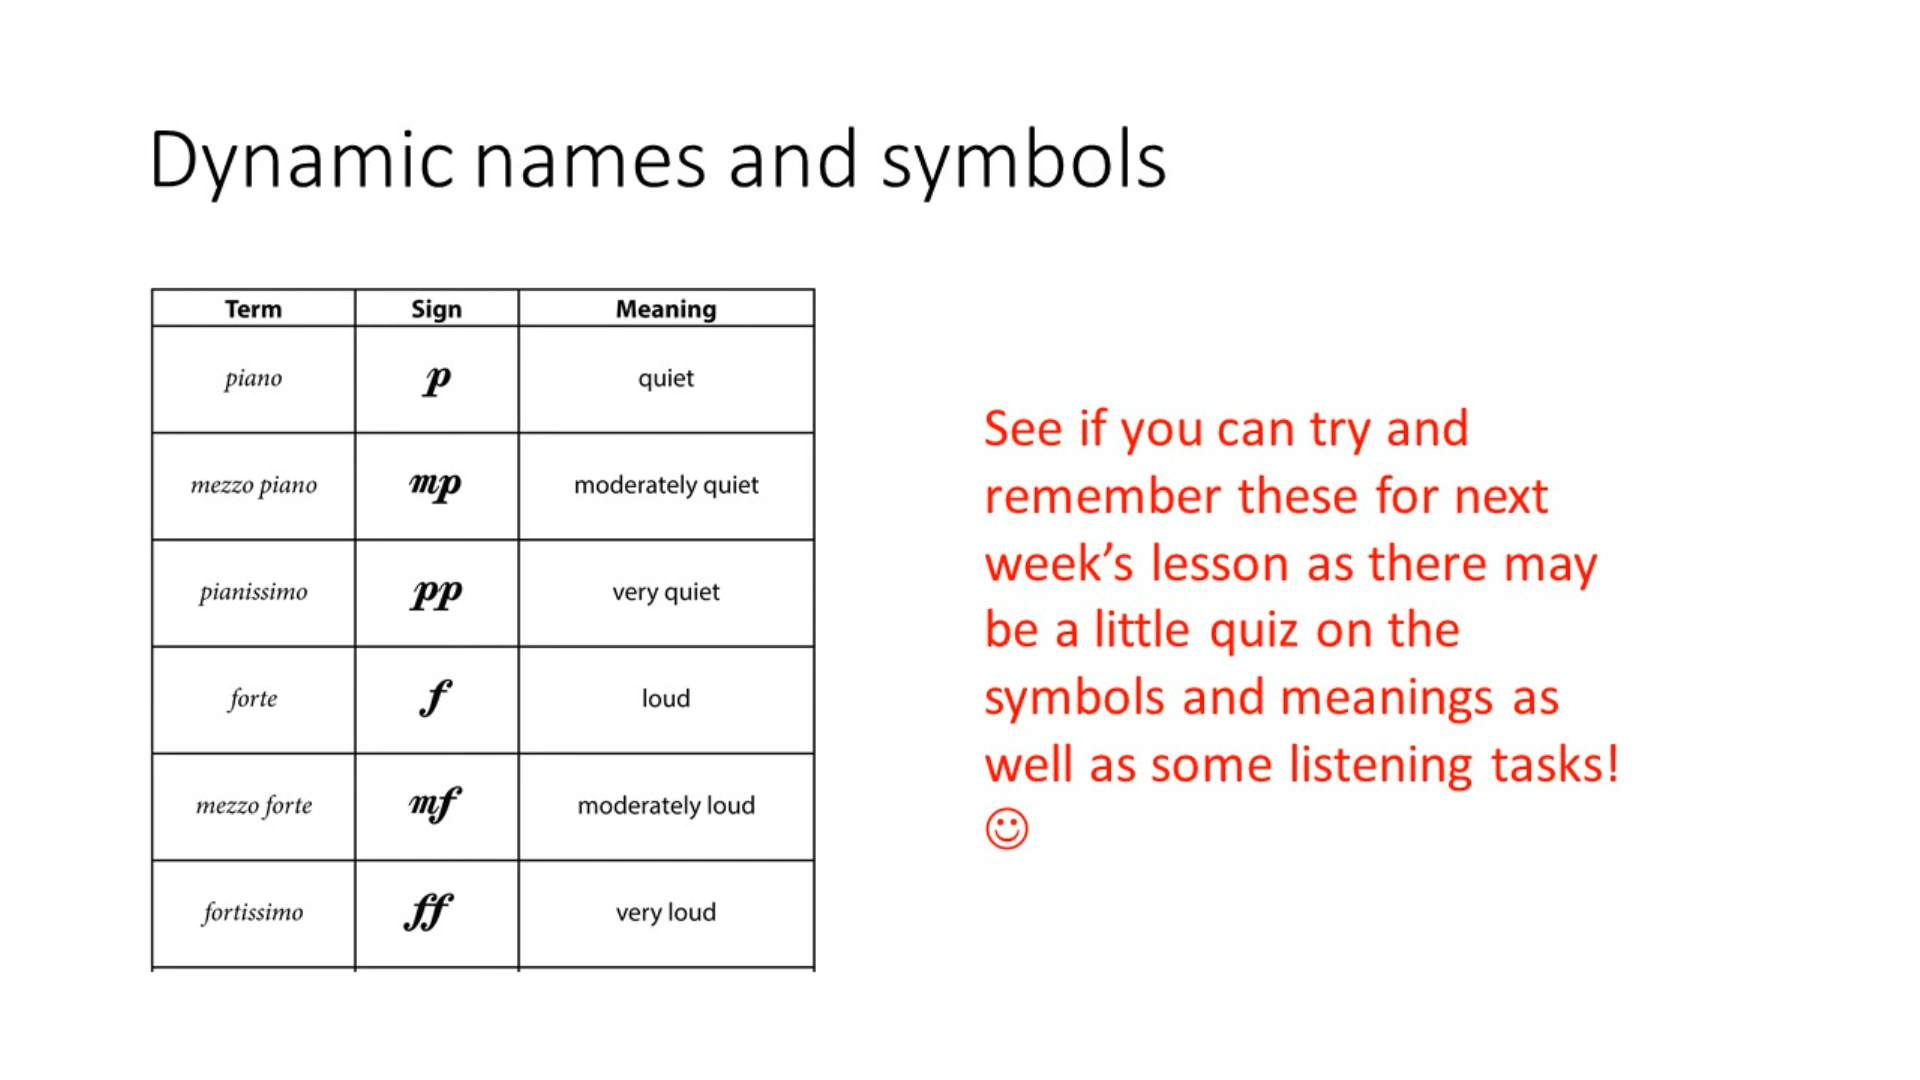 Dynamic names and symbols
Term Sign Meaning
piano p quiet
mezzo piano mp moderately quiet
pianissimo pp very quiet
forte f loud
mezzo forte mf moderately loud
fortissimo ff very loud
See if you can try and
remember these for next
week’s lesson as there may
be a little quiz on the
symbols and meanings as
well as some listening tasks!
☺